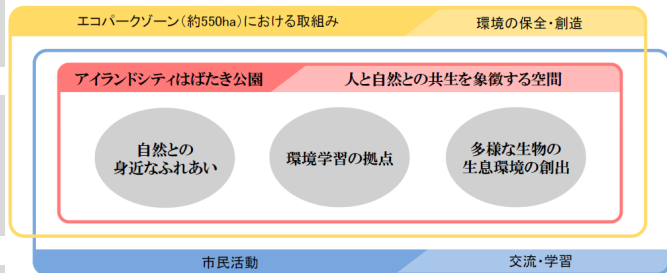 エコパークゾーン（約550ha）における取組み
環境の保全・創造
アイランドシティはばたき公園
人と自然との共生を象徴する空間
自然との
身近なふれあい
環境学習の拠点
多様な生物の
生息環境の創出
市民活動
交流・学習